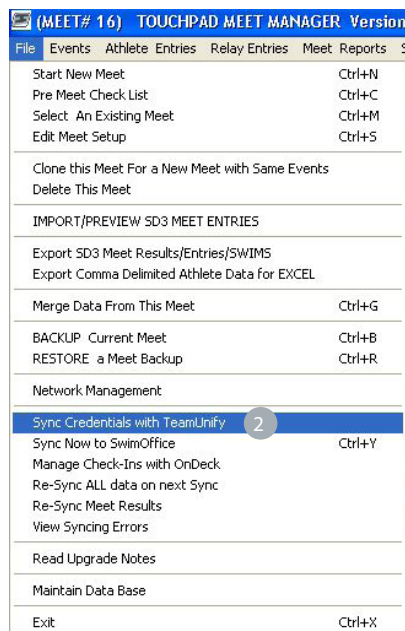 (MEET# 16) TOUCHPAD MEET MANAGER Version
File Events Athlete Entries Relay Entries Meet Reports
Start New Meet Ctrl+N
Pre Meet Check List Ctrl+C
Select An Existing Meet Ctrl+M
Edit Meet Setup Ctrl+S
Clone this Meet For a New Meet with Same Events
Delete This Meet
IMPORT/PREVIEW SD3 MEET ENTRIES
Export SD3 Meet Results/Entries/SWIMS
Export Comma Delimited Athlete Data for EXCEL
Merge Data From This Meet Ctrl+G
BACKUP Current Meet Ctrl+B
RESTORE a Meet Backup Ctrl+R
Network Management
Sync Credentials with TeamUnify 2
Sync Now to SwimOffice Ctrl+Y
Manage Check-Ins with OnDeck
Re-Sync ALL data on next Sync
Re-Sync Meet Results
View Syncing Errors
Read Upgrade Notes
Maintain Data Base
Exit Ctrl+X